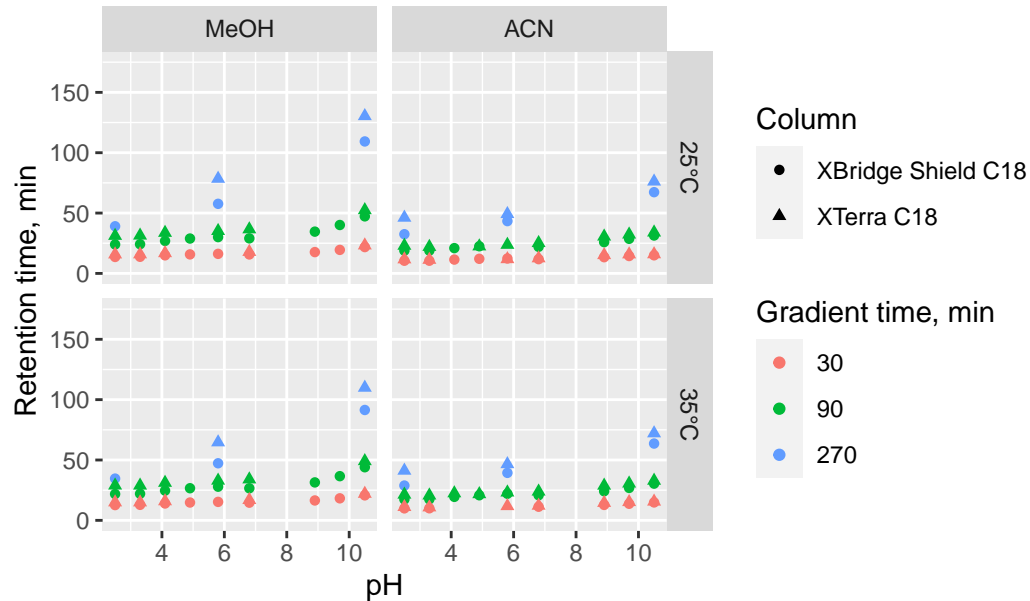 MeOH
ACN
Retention time, min
150
100
50
0
25°C
150
100
50
0
35°C
4
6
8
10
4
6
8
10
pH
Column
XBridge Shield C18
XTerra C18
Gradient time, min
30
90
270